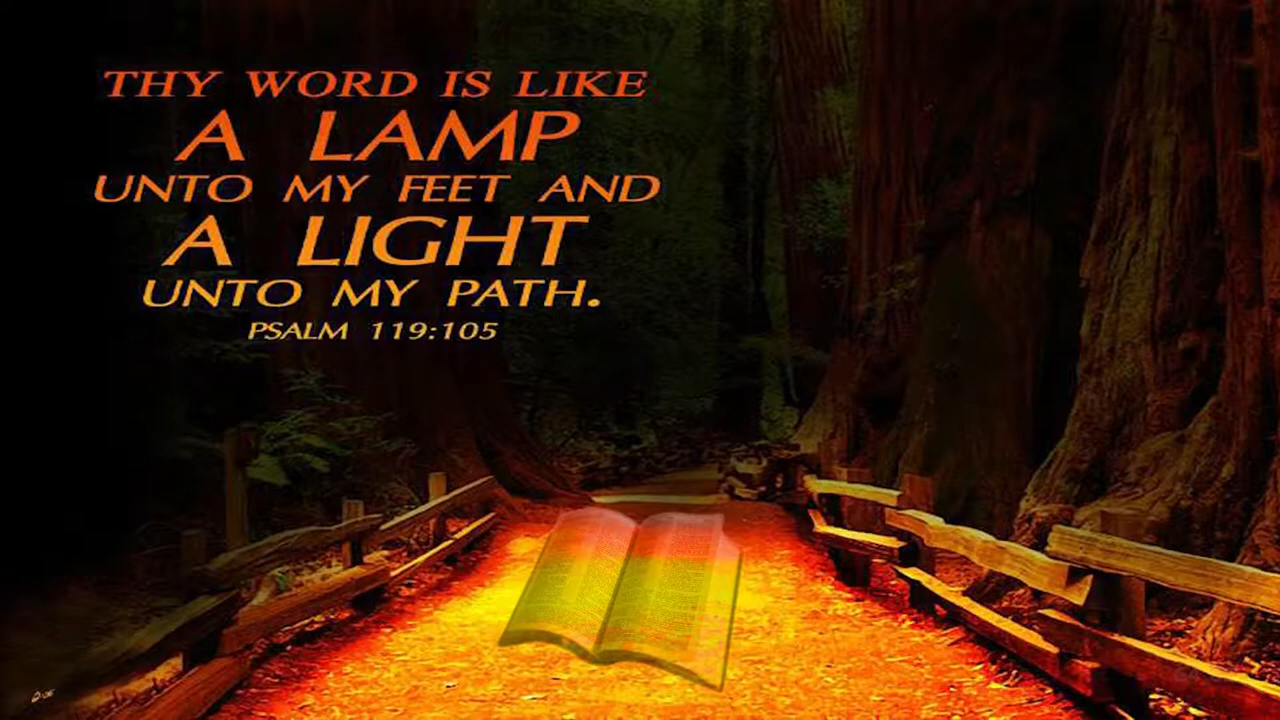 THY WORD IS LIKE
A LAMP
UNTO MY FEET AND
A LIGHT
UNTO MY PATH.
PSALM 119:105